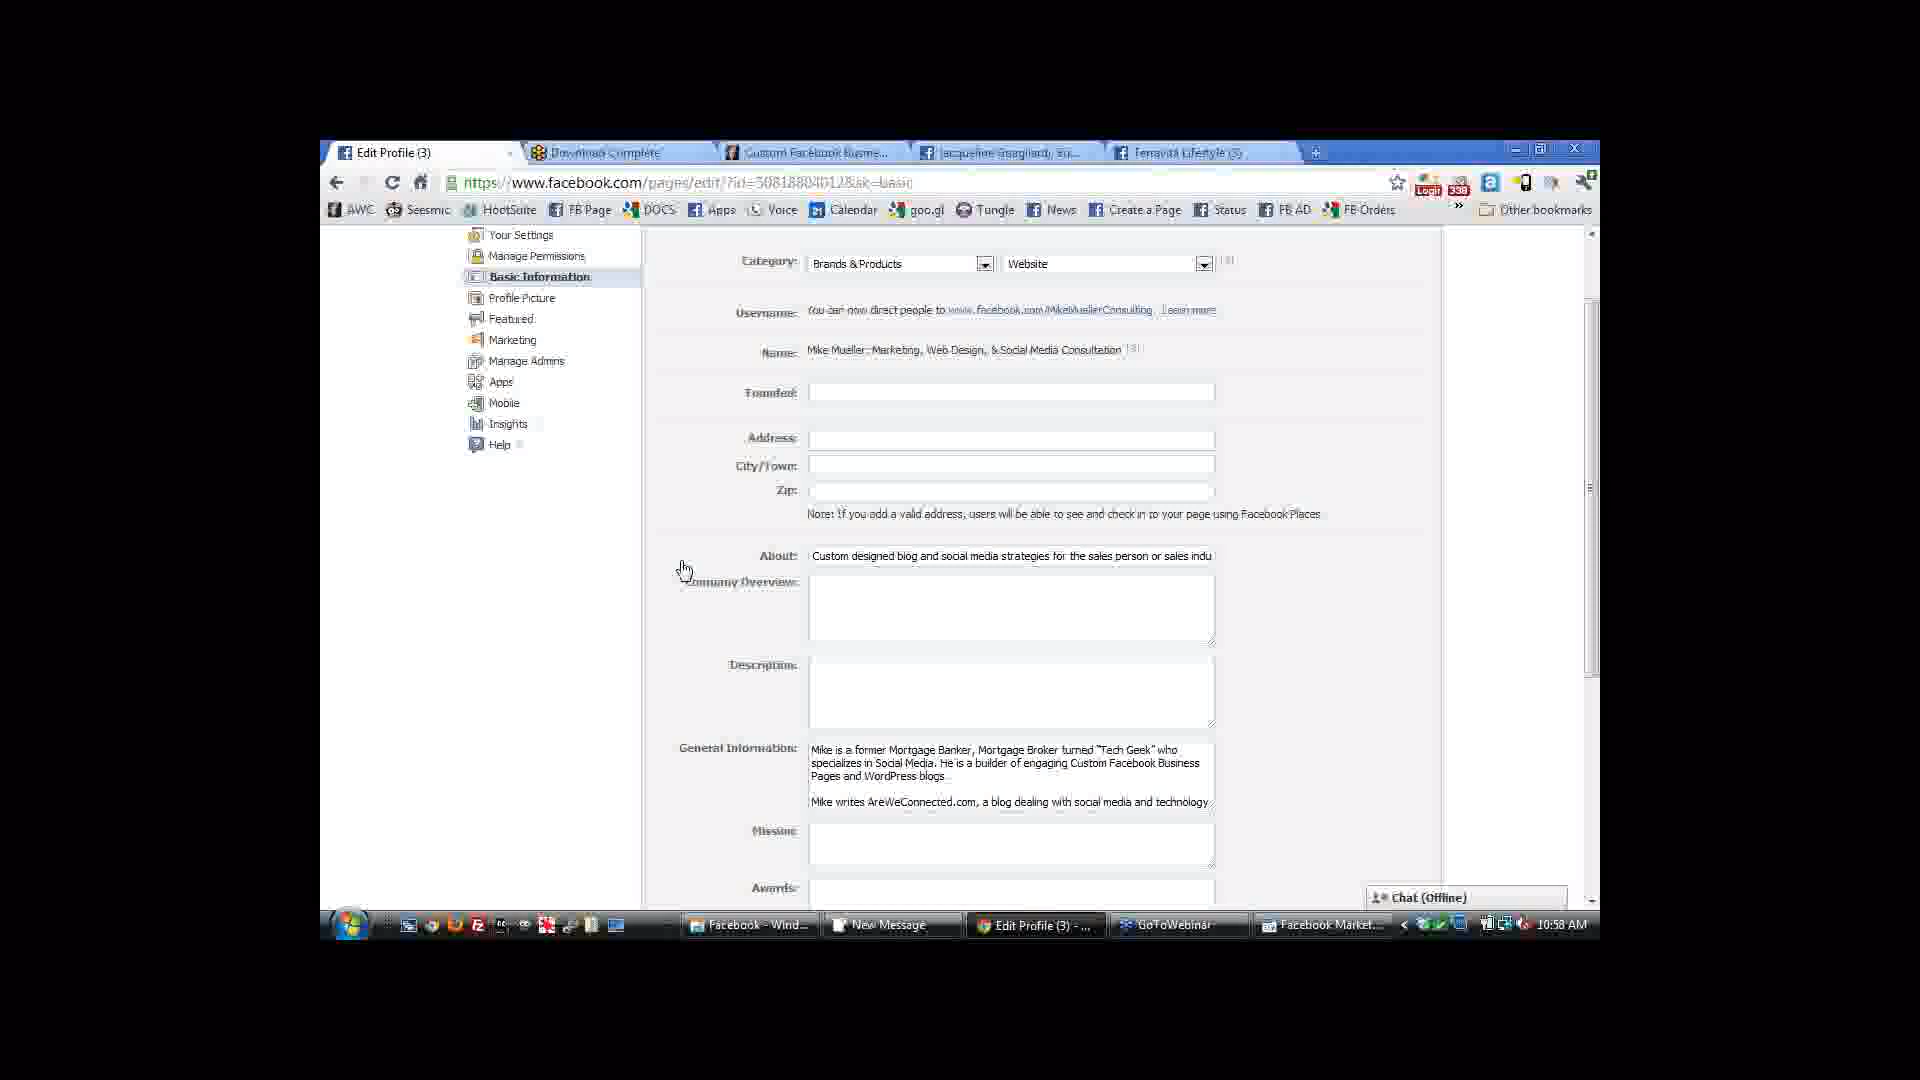 Edit Profile (3)
Download Complete
Custom Facebook Busine...
Jacqueline Gagliardi, Su...
Terravita Lifestyle (3)
www.facebook.com/pages/edit/?id=
AWC Seesmic HootSuite FB Page DOCS Apps Voice Calendar goo.gl Tungle News Create a Page Status FB AD FB Orders » Other bookmarks
Your Settings
Manage Permissions
Basic Information
Profile Picture
Featured
Marketing
Manage Admins
Apps
Mobile
Insights
Help
Category: Brands & Products Website [?]
Username: You can now direct people to www.facebook.com/MikeMuellerConsulting. Learn more
Name: Mike Mueller: Marketing, Web Design, & Social Media Consultation [?]
Founded:
Address:
City/Town:
Zip:
Note: If you add a valid address, users will be able to see and check in to your page using Facebook Places
About: Custom designed blog and social media strategies for the sales person or sales indu
Company Overview:
Description:
General Information: Mike is a former Mortgage Banker, Mortgage Broker turned "Tech Geek" who
specializes in Social Media. He is a builder of engaging Custom Facebook Business
Pages and WordPress blogs.
Mike writes AreWeConnected.com, a blog dealing with social media and technology
Mission:
Awards:
Chat (Offline)
Facebook - Wind... New Message Edit Profile (3) - ... GoToWebinar Facebook Market... 10:58 AM